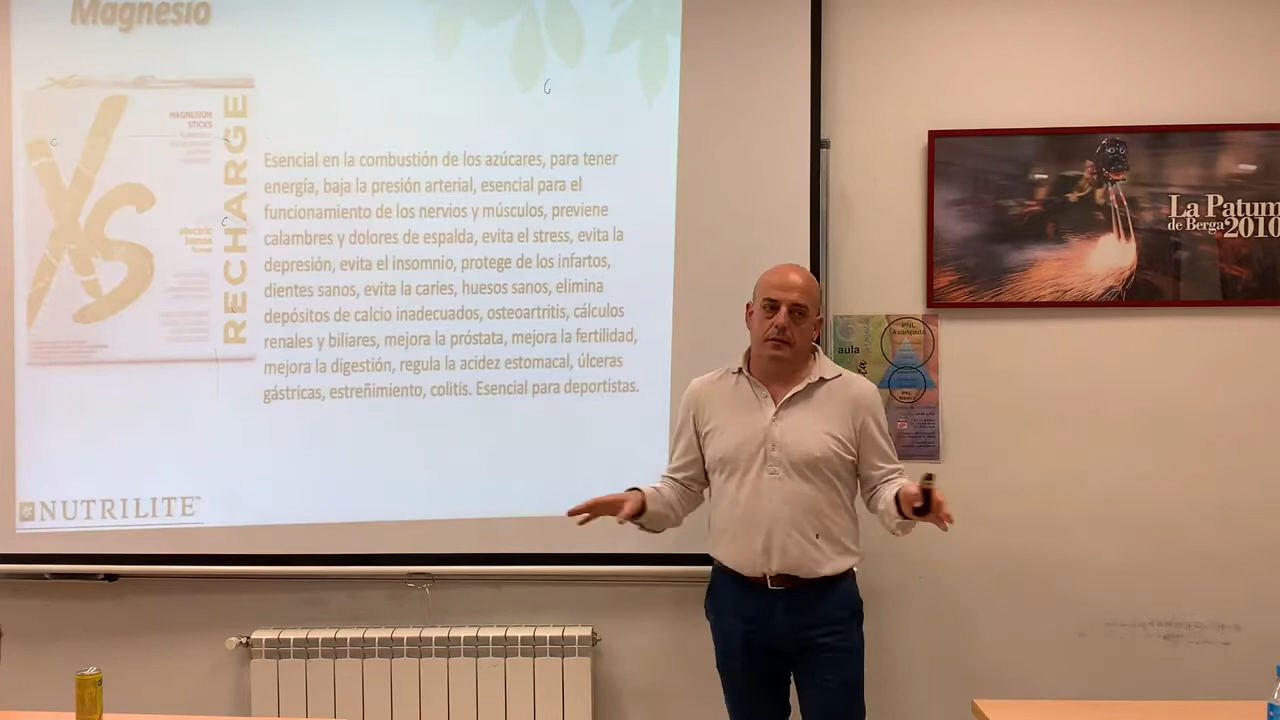 Magnesio
XS
MAGNESIUM
STICKS
electric
lemon
RECHARGE
Esencial en la combustión de los azúcares, para tener
energía, baja la presión arterial, esencial para el
funcionamiento de los nervios y músculos, previene
calambres y dolores de espalda, evita el stress, evita la
depresión, evita el insomnio, protege de los infartos,
dientes sanos, evita la caries, huesos sanos, elimina
depósitos de calcio inadecuados, osteoartritis, cálculos
renales y biliares, mejora la próstata, mejora la fertilidad,
mejora la digestión, regula la acidez estomacal, úlceras
gástricas, estreñimiento, colitis. Esencial para deportistas.
NUTRILITE™
La Patum
de Berga 2010
aula
PNL
Avançada
PNL